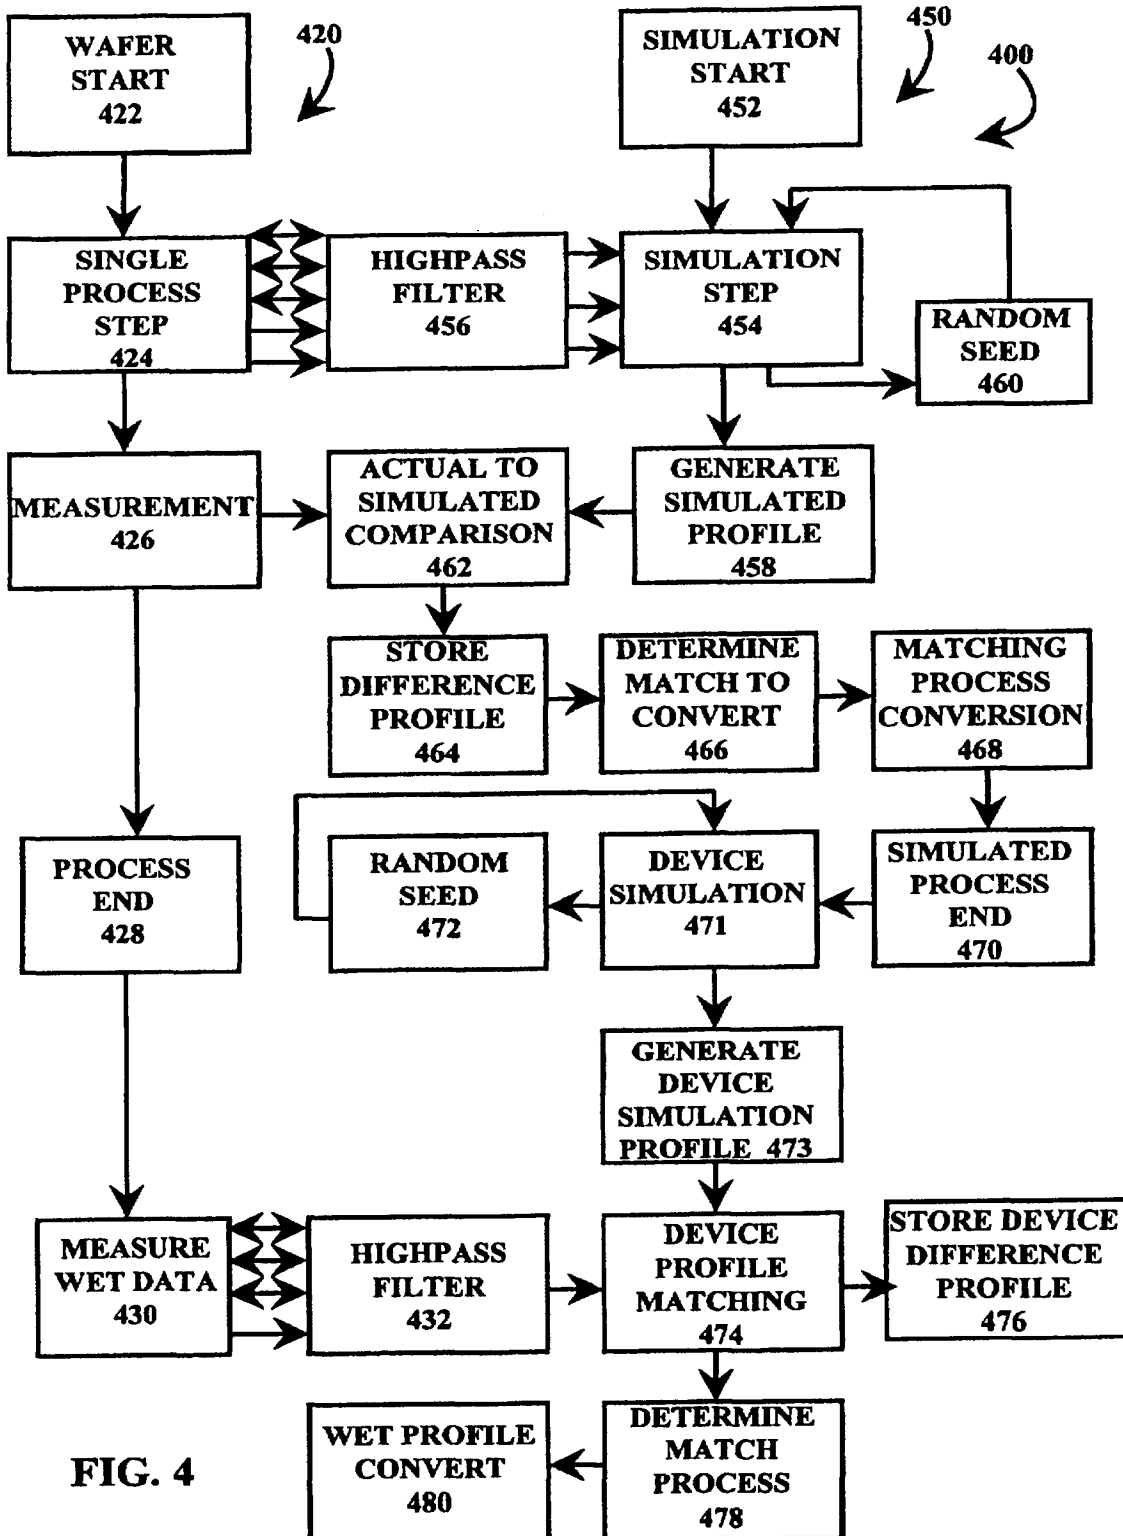 WAFER
START
422
420
SIMULATION
START
452
450
400
SINGLE
PROCESS
STEP
424
HIGHPASS
FILTER
456
SIMULATION
STEP
454
RANDOM
SEED
460
MEASUREMENT
426
ACTUAL TO
SIMULATED
COMPARISON
462
GENERATE
SIMULATED
PROFILE
458
STORE
DIFFERENCE
PROFILE
464
DETERMINE
MATCH TO
CONVERT
466
MATCHING
PROCESS
CONVERSION
468
PROCESS
END
428
RANDOM
SEED
472
DEVICE
SIMULATION
471
SIMULATED
PROCESS
END
470
GENERATE
DEVICE
SIMULATION
PROFILE 473
MEASURE
WET DATA
430
HIGHPASS
FILTER
432
DEVICE
PROFILE
MATCHING
474
STORE DEVICE
DIFFERENCE
PROFILE
476
WET PROFILE
CONVERT
480
DETERMINE
MATCH
PROCESS
478
FIG. 4